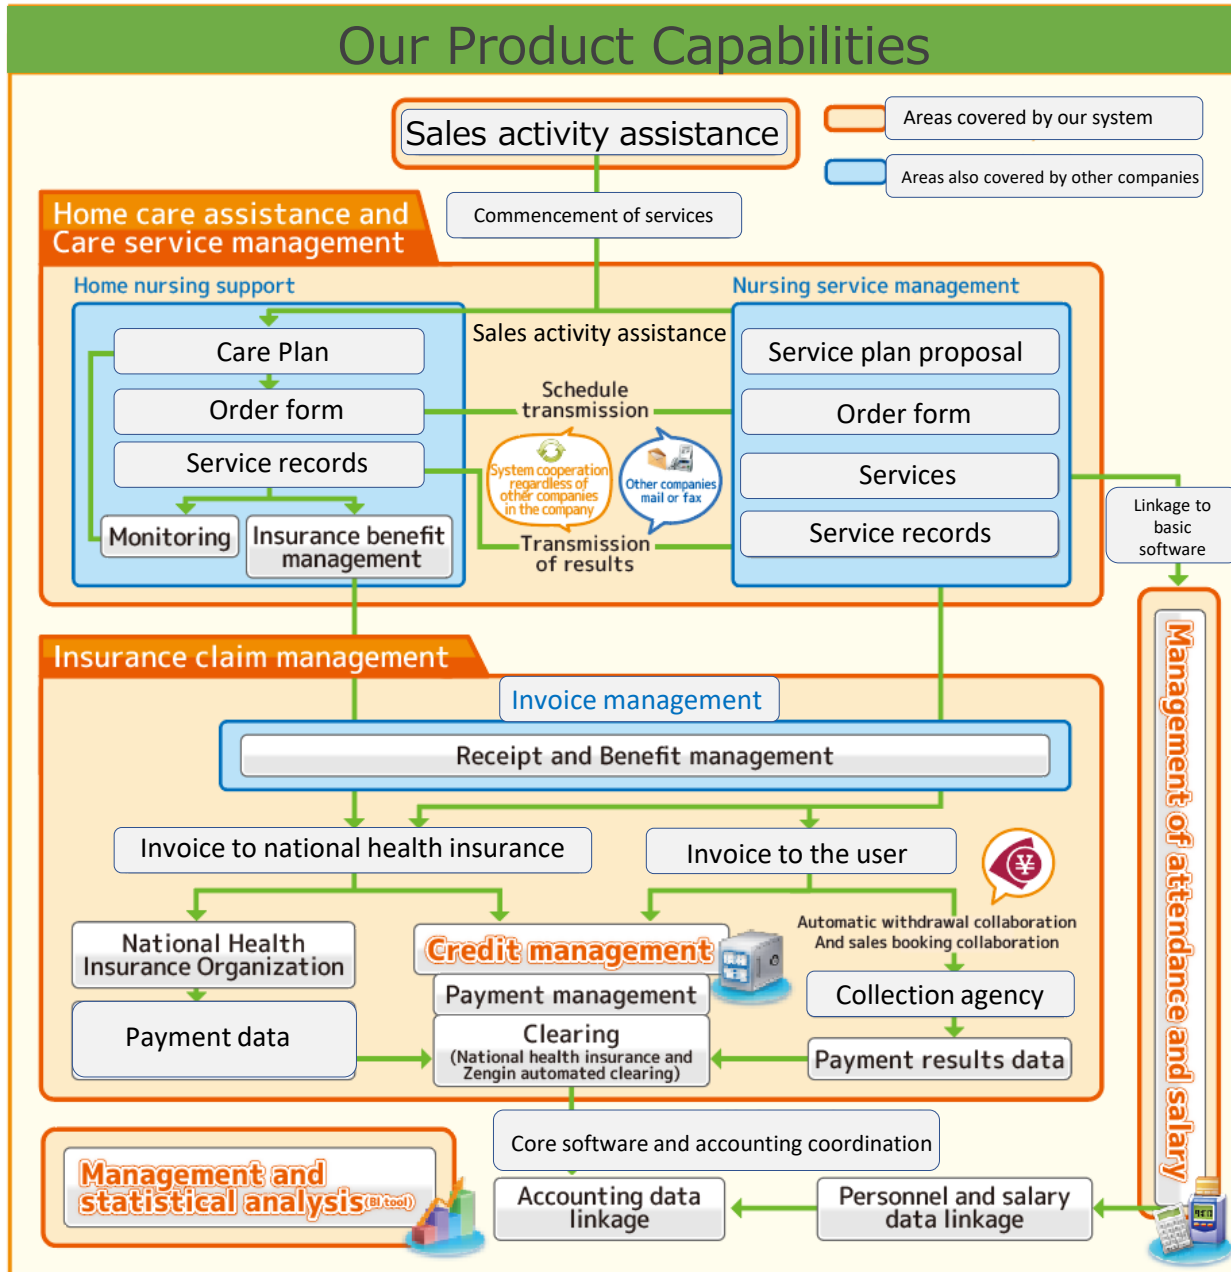 Our Product Capabilities
Sales activity assistance
Areas covered by our system
Areas also covered by other companies
Commencement of services
Home care assistance and
Care service management
Home nursing support
Nursing service management
Sales activity assistance
Care Plan
Service plan proposal
Schedule
transmission
Order form
Order form
Service records
System cooperation
regardless of
other companies
in the company
Other companies
mail or fax
Services
Monitoring
Insurance benefit
management
Transmission
of results
Service records
Linkage to
basic
software
Management of attendance and salary
Insurance claim management
Invoice management
Receipt and Benefit management
Invoice to national health insurance
Invoice to the user
¥
Automatic withdrawal collaboration
And sales booking collaboration
National Health
Insurance Organization
Credit management
Payment management
Collection agency
Payment data
Clearing
(National health insurance and
Zengin automated clearing)
Payment results data
Core software and accounting coordination
Management and
statistical analysis(BI tool)
Accounting data
linkage
Personnel and salary
data linkage